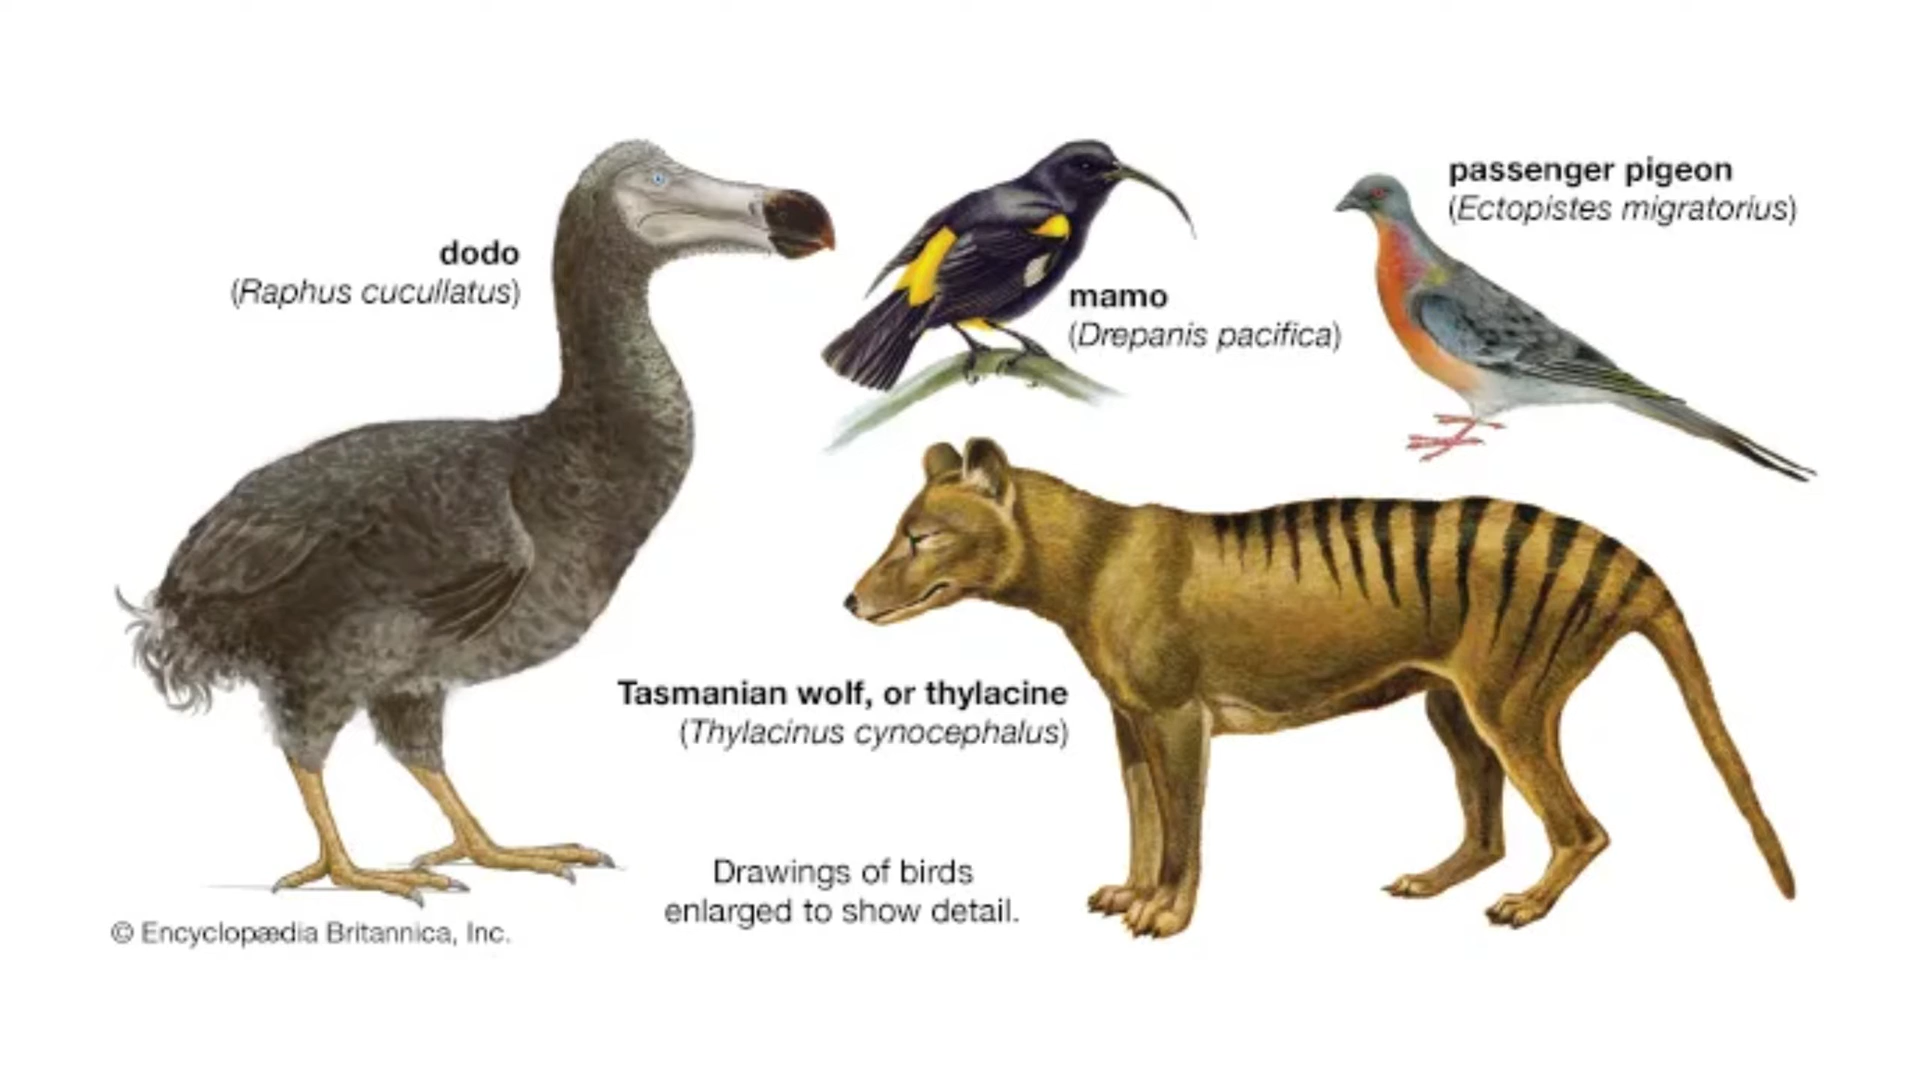 dodo
(Raphus cucullatus)
mamo
(Drepanis pacifica)
passenger pigeon
(Ectopistes migratorius)
Tasmanian wolf, or thylacine
(Thylacinus cynocephalus)
Drawings of birds
enlarged to show detail.
© Encyclopædia Britannica, Inc.